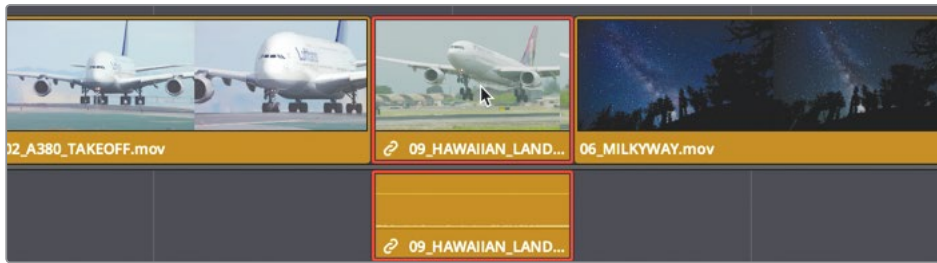 02_A380_TAKEOFF.mov
09_HAWAIIAN_LAND...
06_MILKYWAY.mov
09_HAWAIIAN_LAND...